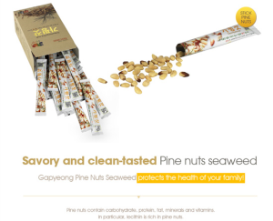 Savory and clean-tasted Pine nuts seaweed
Gapyeong Pine Nuts Seaweed protects the health of your family!
Pine nuts contain carbohydrate, protein, fat, minerals and vitamins.
In particular, lecithin is rich in pine nuts.